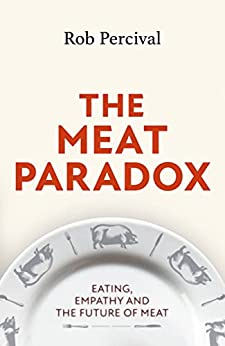 Rob Percival
THE
MEAT
PARADOX
EATING,
EMPATHY AND
THE FUTURE OF MEAT